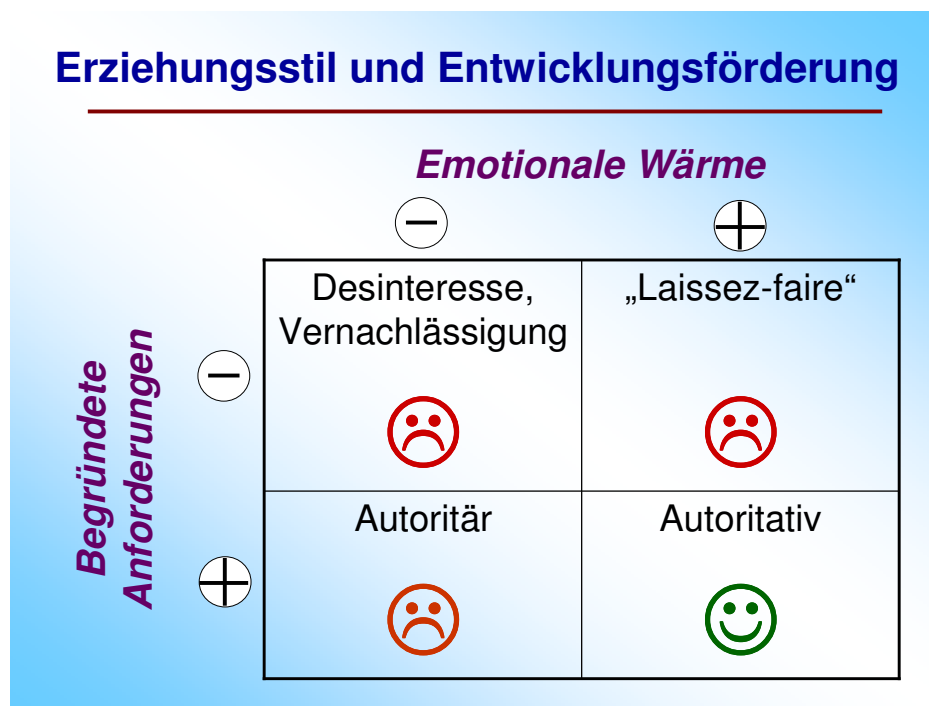 Erziehungsstil und Entwicklungsförderung
Emotionale Wärme
Desinteresse,
Vernachlässigung
„Laissez-faire“
Begründete
Anforderungen
Autoritär
Autoritativ